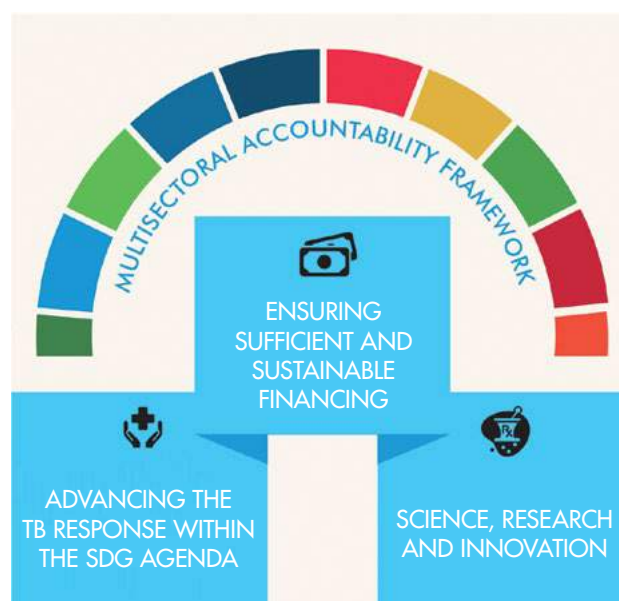 MULTISECTORAL ACCOUNTABILITY FRAMEWORK
ENSURING
SUFFICIENT AND
SUSTAINABLE
FINANCING
ADVANCING THE
TB RESPONSE WITHIN
THE SDG AGENDA
Rx
SCIENCE, RESEARCH
AND INNOVATION